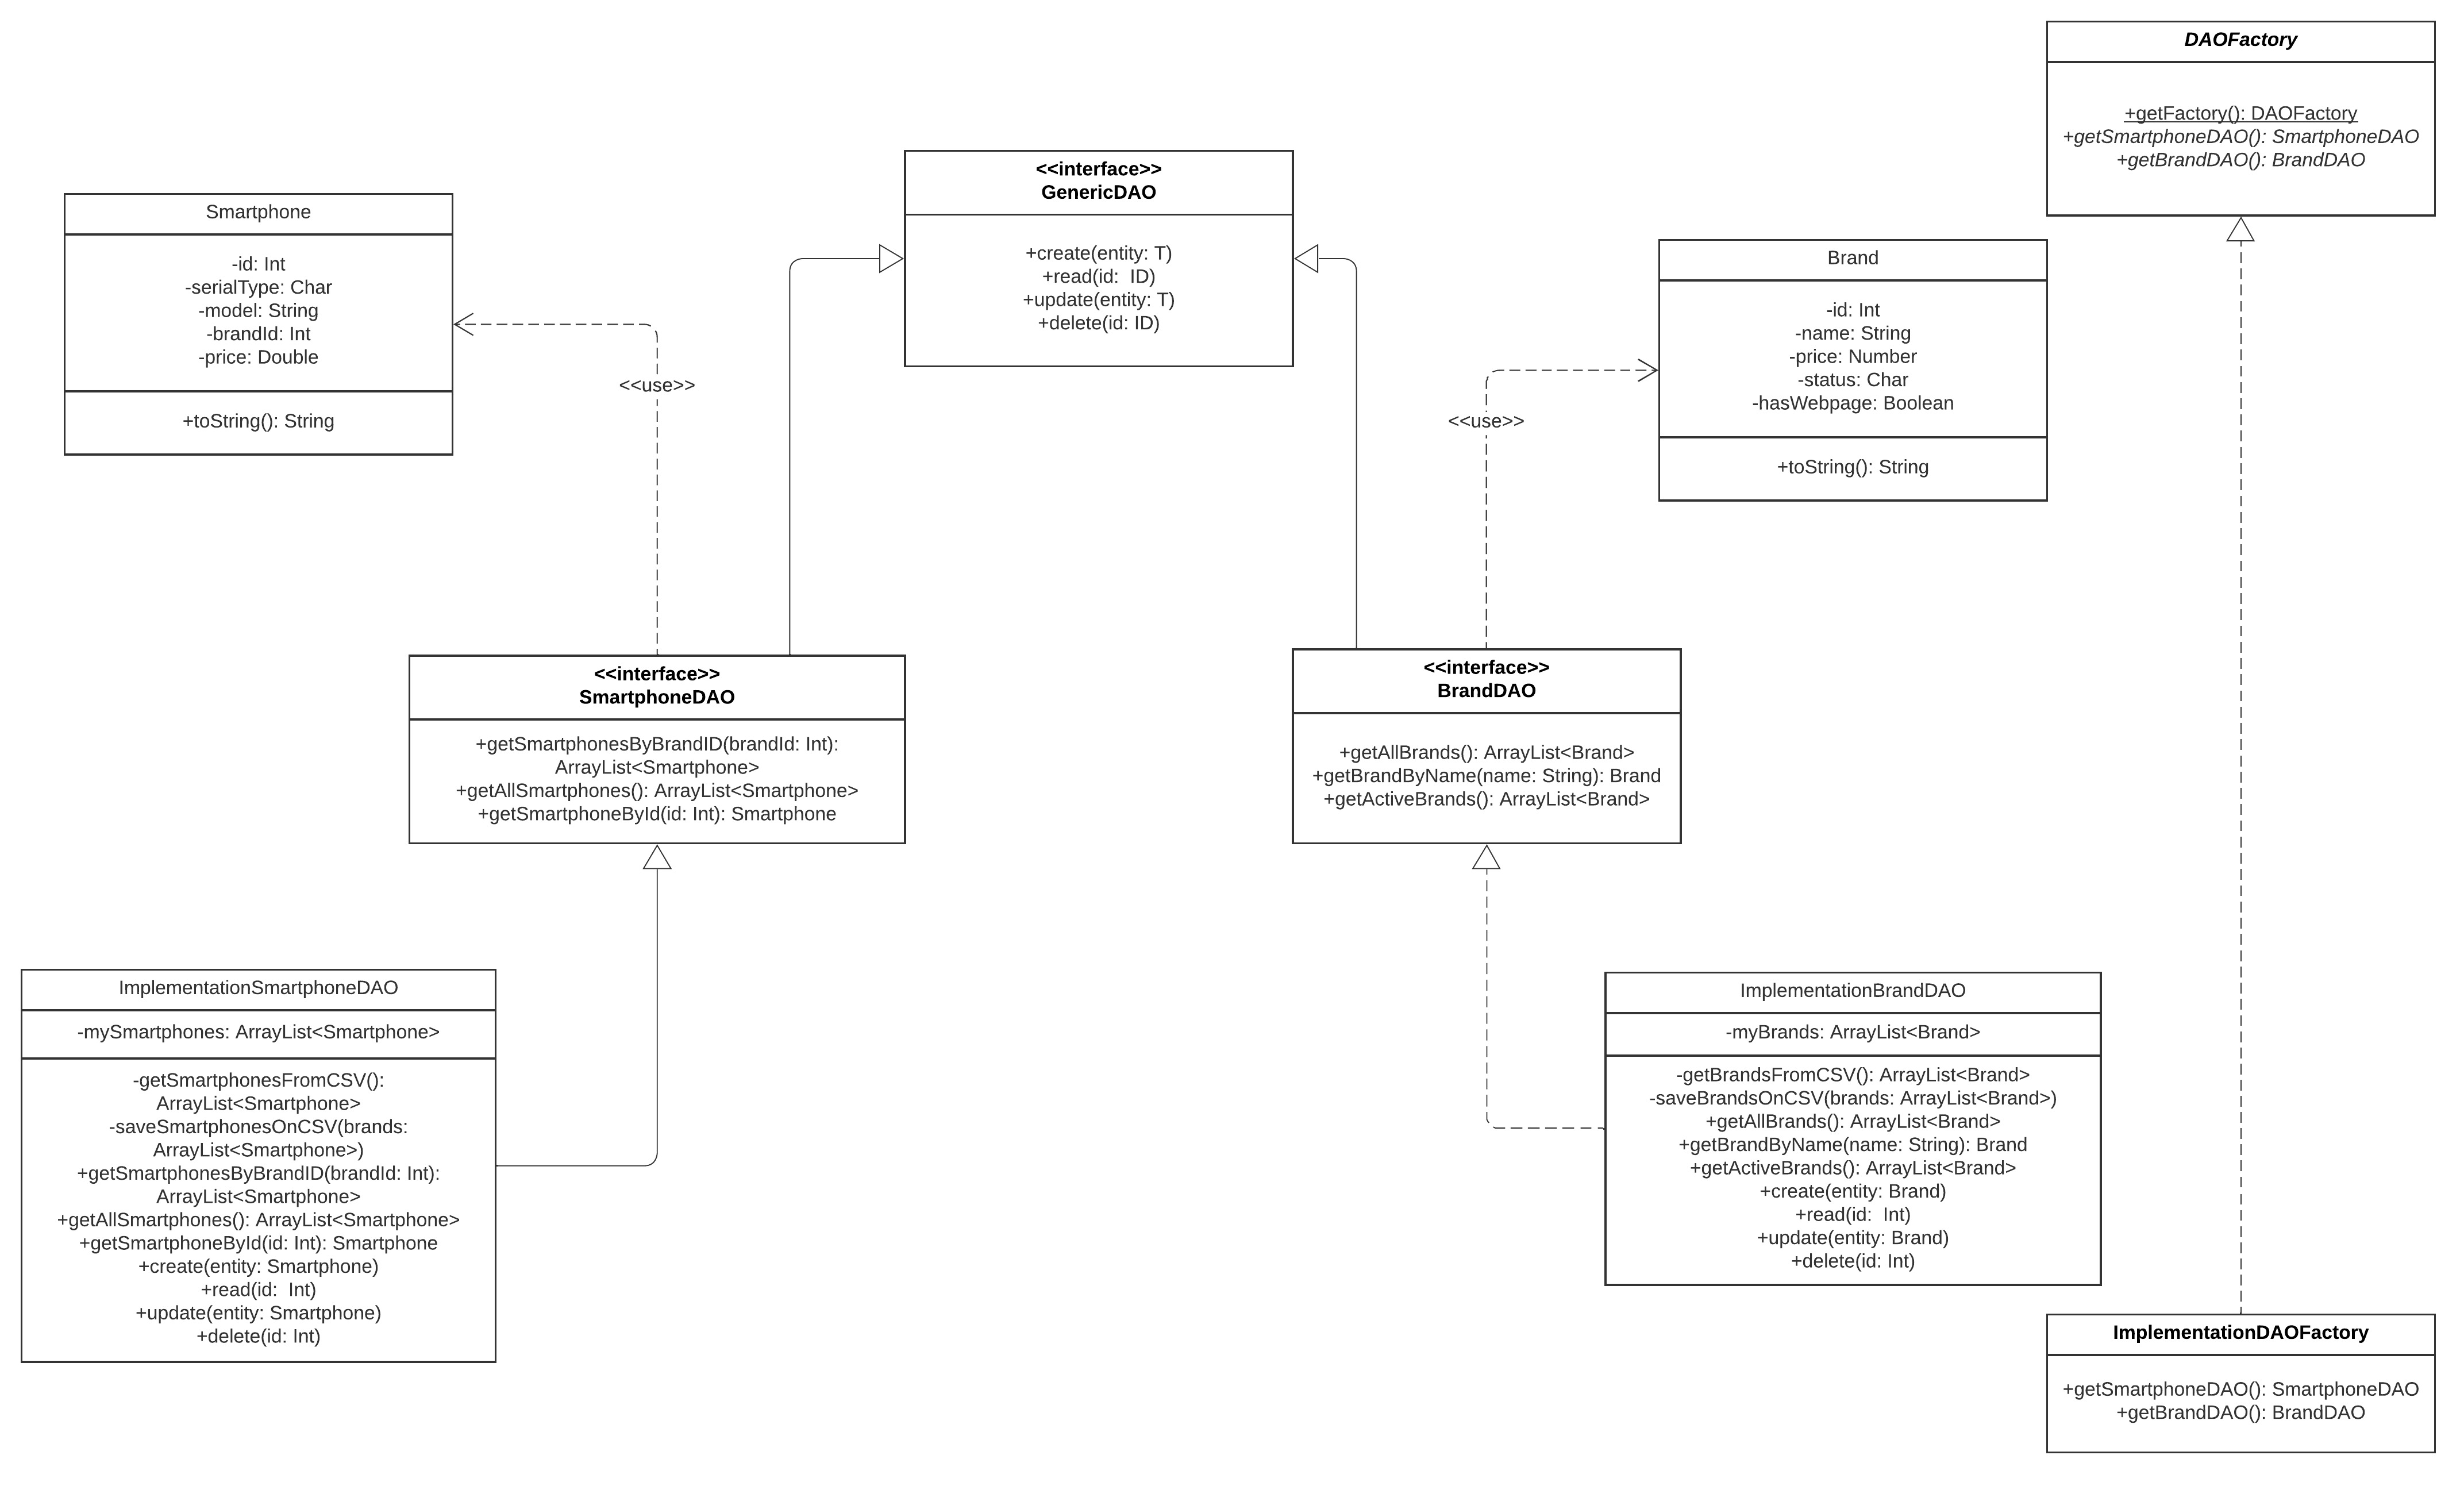 DAOFactory
+getFactory(): DAOFactory
+getSmartphoneDAO(): SmartphoneDAO
+getBrandDAO(): BrandDAO
<<interface>>
GenericDAO
+create(entity: T)
+read(id:  ID)
+update(entity: T)
+delete(id: ID)
Smartphone
-id: Int
-serialType: Char
-model: String
-brandId: Int
-price: Double
+toString(): String
<<use>>
Brand
-id: Int
-name: String
-price: Number
-status: Char
-hasWebpage: Boolean
+toString(): String
<<use>>
<<interface>>
SmartphoneDAO
+getSmartphonesByBrandID(brandId: Int):
ArrayList<Smartphone>
+getAllSmartphones(): ArrayList<Smartphone>
+getSmartphoneById(id: Int): Smartphone
<<interface>>
BrandDAO
+getAllBrands(): ArrayList<Brand>
+getBrandByName(name: String): Brand
+getActiveBrands(): ArrayList<Brand>
ImplementationSmartphoneDAO
-mySmartphones: ArrayList<Smartphone>
-getSmartphonesFromCSV():
ArrayList<Smartphone>
-saveSmartphonesOnCSV(brands:
ArrayList<Smartphone>)
+getSmartphonesByBrandID(brandId: Int):
ArrayList<Smartphone>
+getAllSmartphones(): ArrayList<Smartphone>
+getSmartphoneById(id: Int): Smartphone
+create(entity: Smartphone)
+read(id:  Int)
+update(entity: Smartphone)
+delete(id: Int)
ImplementationBrandDAO
-myBrands: ArrayList<Brand>
-getBrandsFromCSV(): ArrayList<Brand>
-saveBrandsOnCSV(brands: ArrayList<Brand>)
+getAllBrands(): ArrayList<Brand>
+getBrandByName(name: String): Brand
+getActiveBrands(): ArrayList<Brand>
+create(entity: Brand)
+read(id:  Int)
+update(entity: Brand)
+delete(id: Int)
ImplementationDAOFactory
+getSmartphoneDAO(): SmartphoneDAO
+getBrandDAO(): BrandDAO